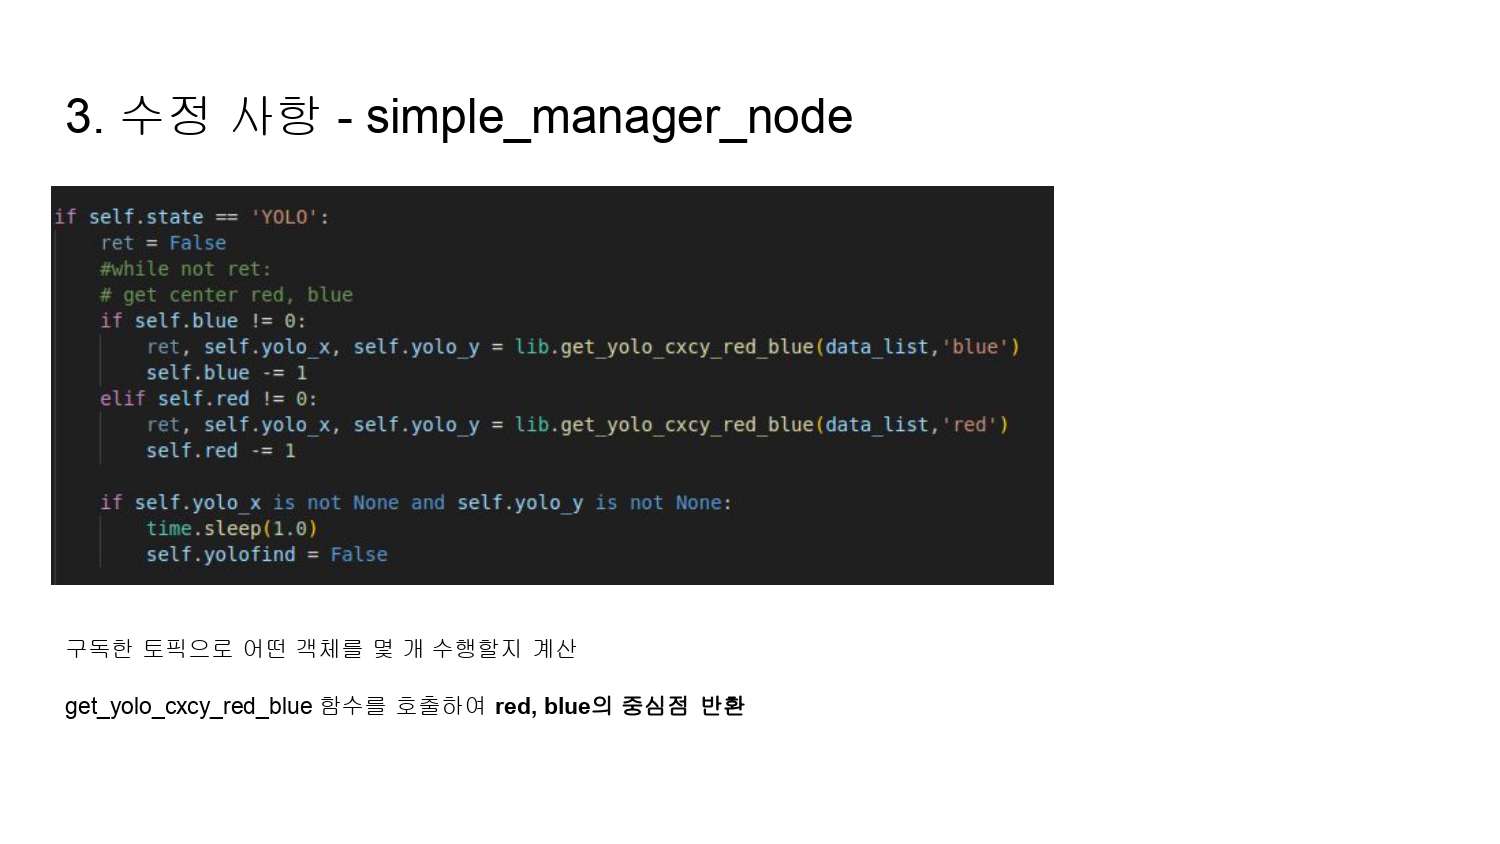 3. 수정 사항 - simple_manager_node
if self.state == 'YOLO':
ret = False
#while not ret:
# get center red, blue
if self.blue != 0:
ret, self.yolo_x, self.yolo_y = lib.get_yolo_cxcy_red_blue(data_list,'blue')
self.blue -= 1
elif self.red != 0:
ret, self.yolo_x, self.yolo_y = lib.get_yolo_cxcy_red_blue(data_list,'red')
self.red -= 1
if self.yolo_x is not None and self.yolo_y is not None:
time.sleep(1.0)
self.yolofind = False
구독한 토픽으로 어떤 객체를 몇 개 수행할지 계산
get_yolo_cxcy_red_blue 함수를 호출하여 red, blue의 중심점 반환